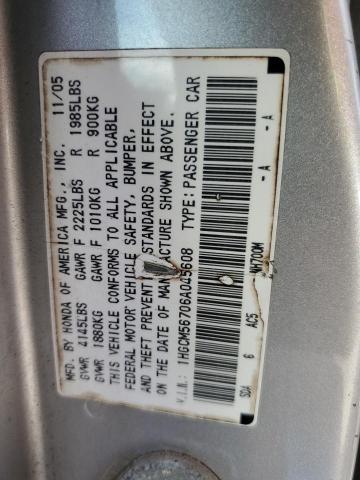 MFD. BY HONDA OF AMERICA MFG., INC. 11/05
GVWR 4145LBS GAWR F 2225LBS R 1985LBS
GVWR 1880KG GAWR F 1010KG R 900KG
THIS VEHICLE CONFORMS TO ALL APPLICABLE
FEDERAL MOTOR VEHICLE SAFETY, BUMPER,
AND THEFT PREVENTION STANDARDS IN EFFECT
ON THE DATE OF MANUFACTURE SHOWN ABOVE.
V.I.N.: 1HGCM56706A045608 TYPE: PASSENGER CAR
SDA 6 AC5 NH700M - A - A